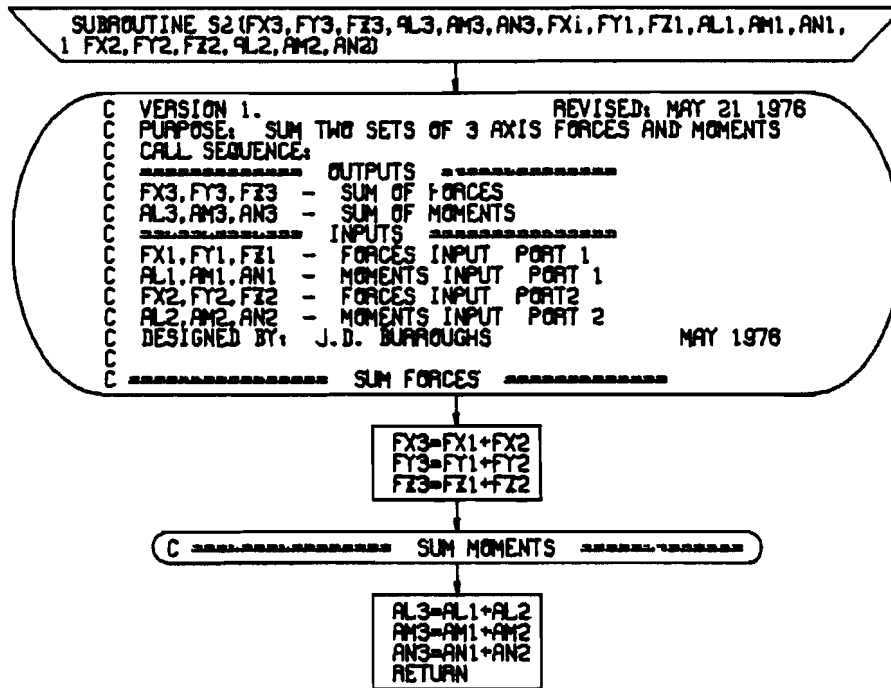 SUBROUTINE S2(FX3,FY3,FZ3,AL3,AM3,AN3,FX1,FY1,FZ1,AL1,AM1,AN1,
1 FX2,FY2,FZ2,AL2,AM2,AN2)
C VERSION 1. REVISED: MAY 21 1976
C PURPOSE: SUM TWO SETS OF 3 AXIS FORCES AND MOMENTS
C CALL SEQUENCE:
C ============== OUTPUTS ===============
C FX3,FY3,FZ3 - SUM OF FORCES
C AL3,AM3,AN3 - SUM OF MOMENTS
C ============== INPUTS ================
C FX1,FY1,FZ1 - FORCES INPUT PORT 1
C AL1,AM1,AN1 - MOMENTS INPUT PORT 1
C FX2,FY2,FZ2 - FORCES INPUT PORT2
C AL2,AM2,AN2 - MOMENTS INPUT PORT 2
C DESIGNED BY: J.D. BURROUGHS MAY 1976
C
C ================= SUM FORCES ==============
FX3=FX1+FX2
FY3=FY1+FY2
FZ3=FZ1+FZ2
C ================= SUM MOMENTS ==============
AL3=AL1+AL2
AM3=AM1+AM2
AN3=AN1+AN2
RETURN